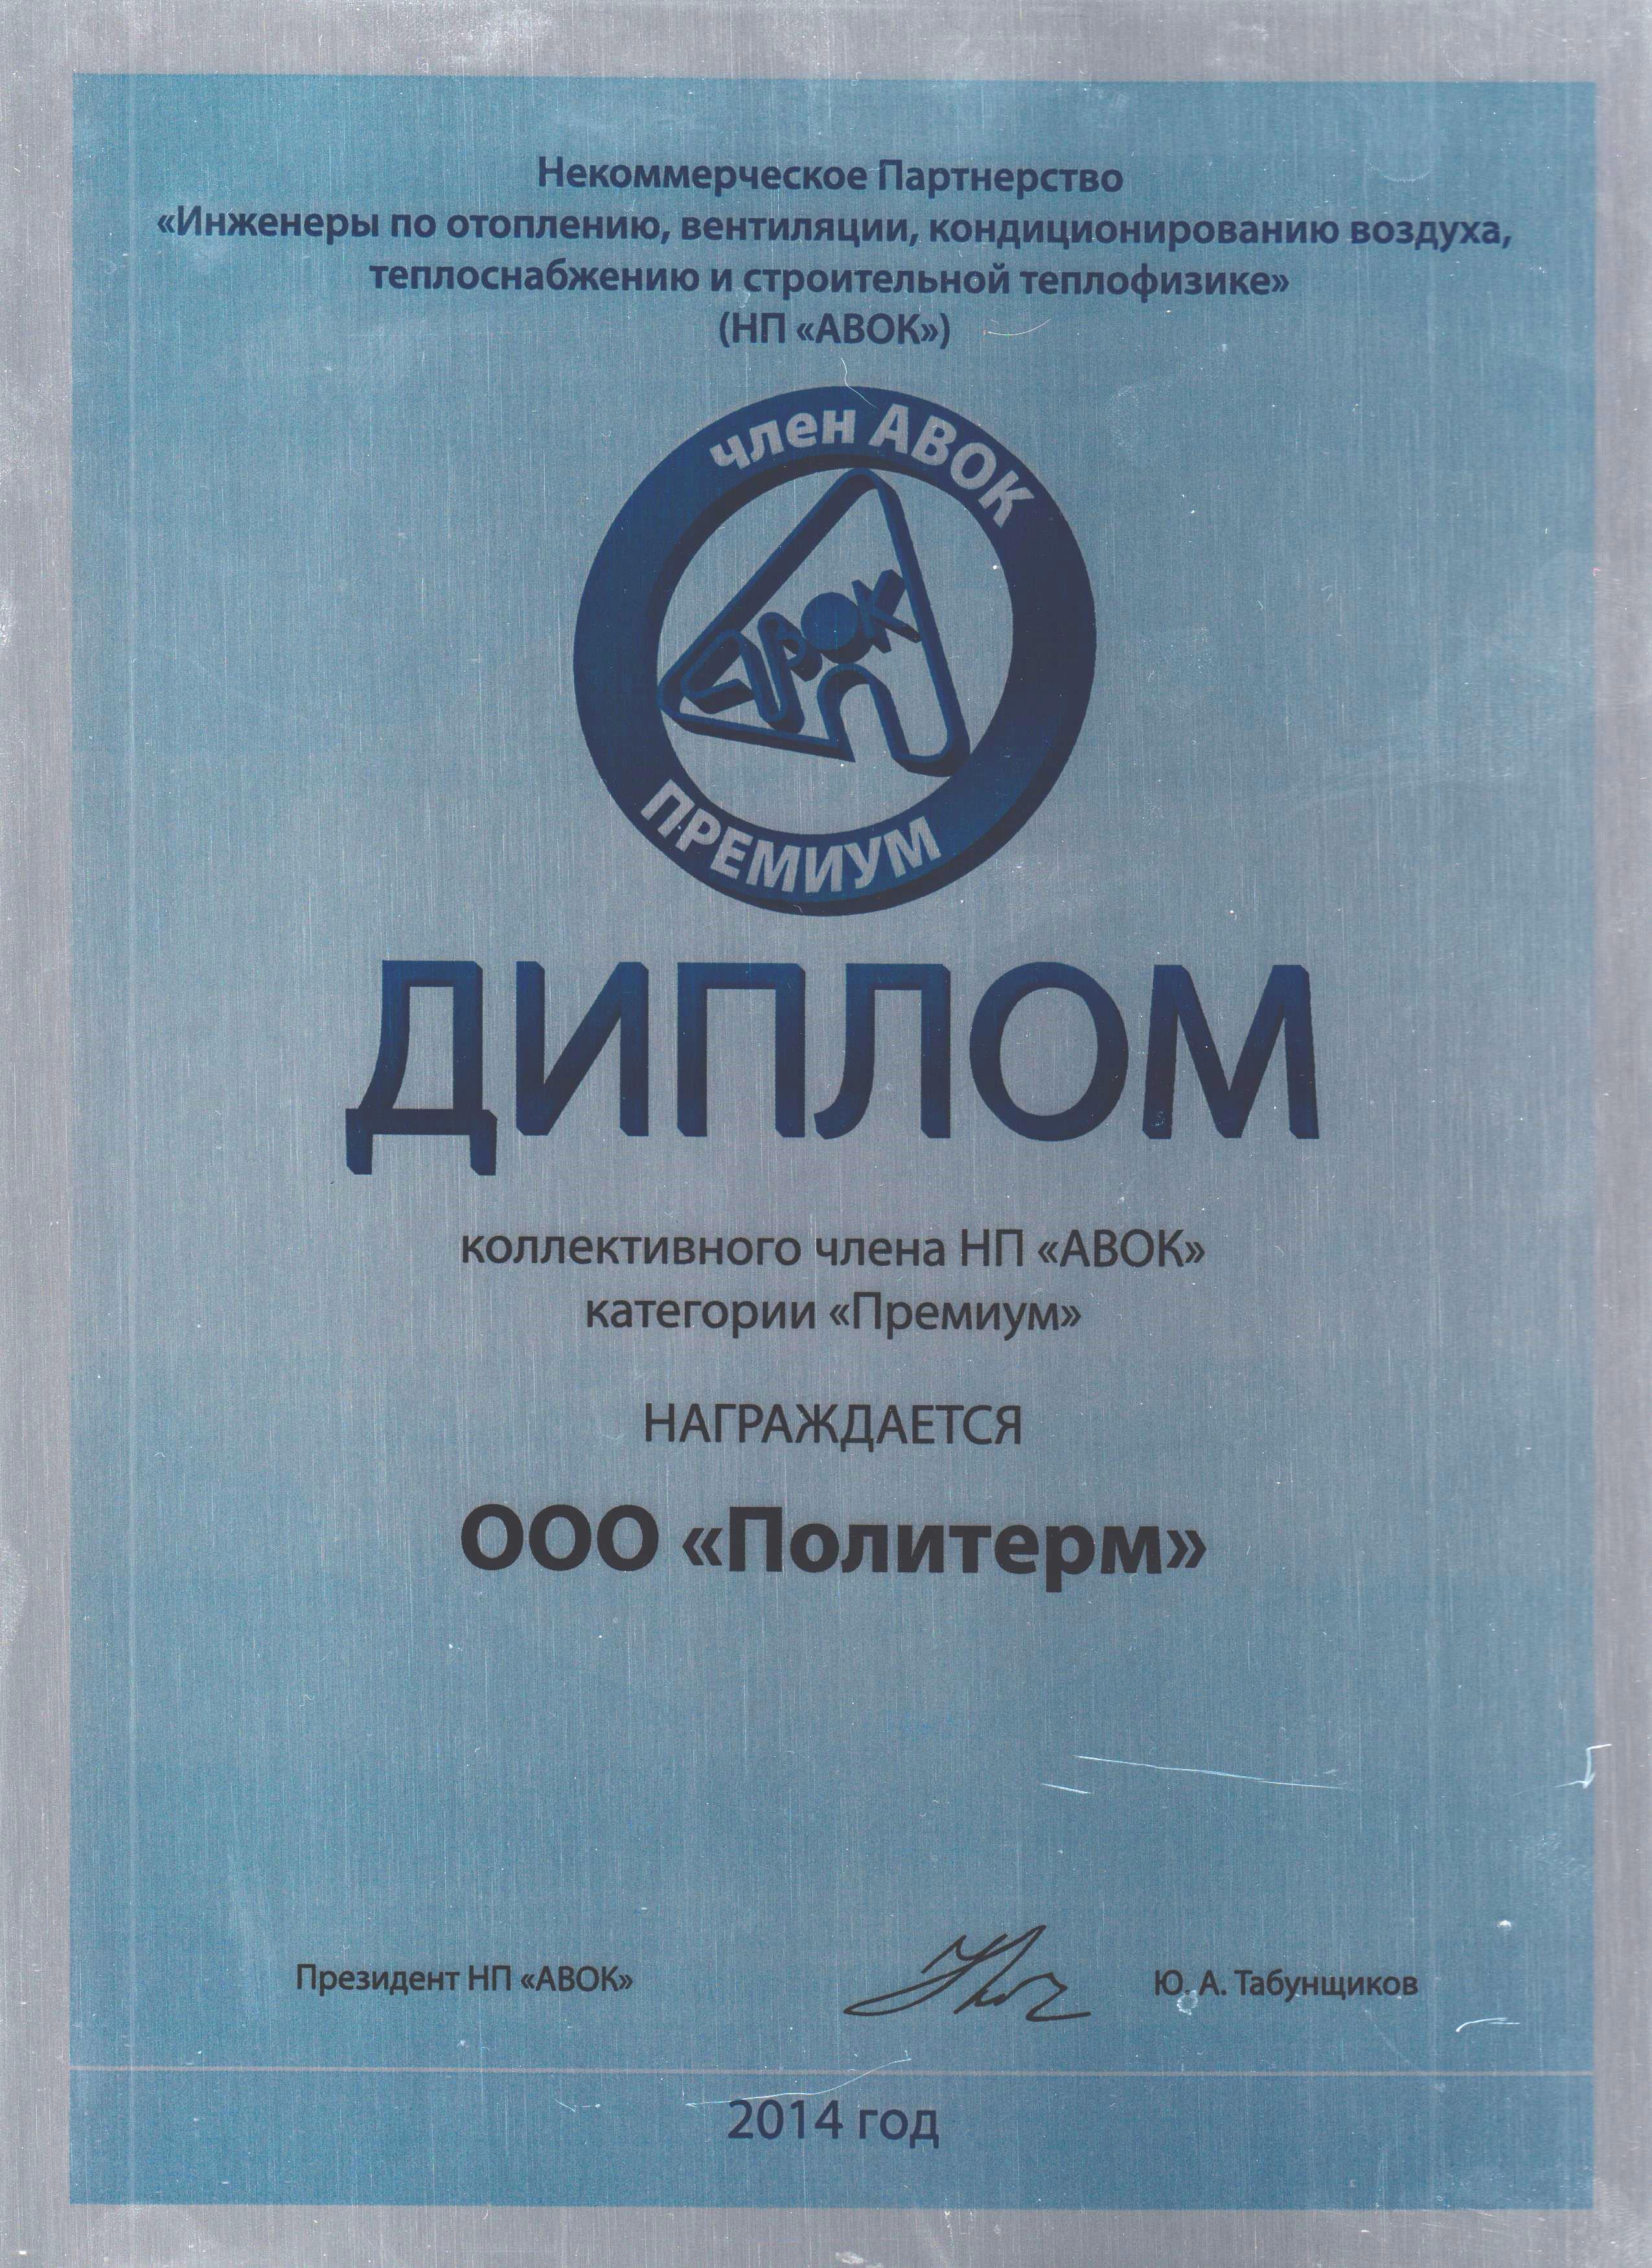 Некоммерческое Партнерство
«Инженеры по отоплению, вентиляции, кондиционированию воздуха,
теплоснабжению и строительной теплофизике»
(НП «АВОК»)
член АВОК
АВОК
ПРЕМИУМ
ДИПЛОМ
коллективного члена НП «АВОК»
категории «Премиум»
НАГРАЖДАЕТСЯ
ООО «Политерм»
Президент НП «АВОК»
Ю. А. Табунщиков
2014 год